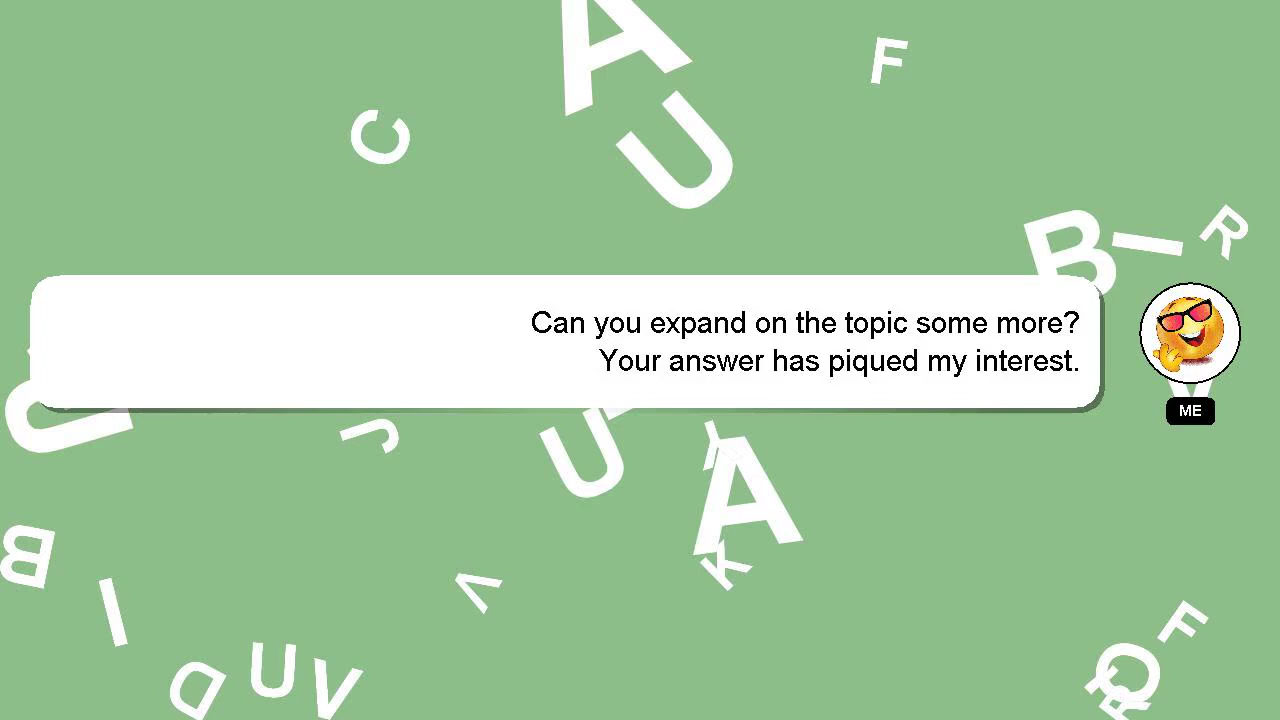 A
F
C
U
R
B I
Can you expand on the topic some more?
Your answer has piqued my interest.
ME
U
J
U
A
K
B
V
I
F
U
D
V
Q
R